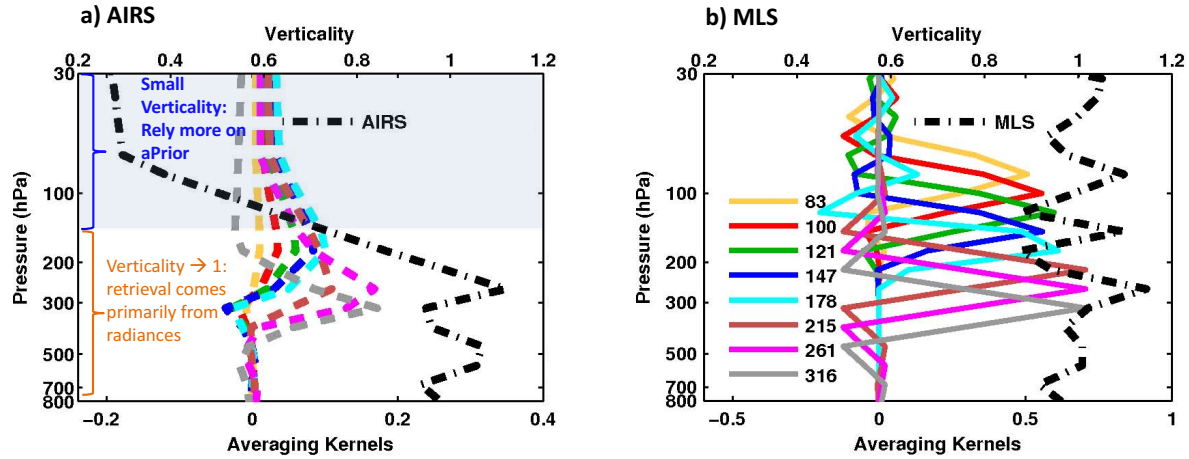 a) AIRS
Verticality
0.2 0.4 0.6 0.8 1 1.2
30
100
200
300
500
700
800
Pressure (hPa)
Small
Verticality:
Rely more on
aPrior
AIRS
Verticality → 1:
retrieval comes
primarily from
radiances
−0.2 0 0.2 0.4
Averaging Kernels
b) MLS
Verticality
0.2 0.4 0.6 0.8 1 1.2
30
100
200
300
500
700
800
Pressure (hPa)
MLS
83
100
121
147
178
215
261
316
−0.5 0 0.5 1
Averaging Kernels